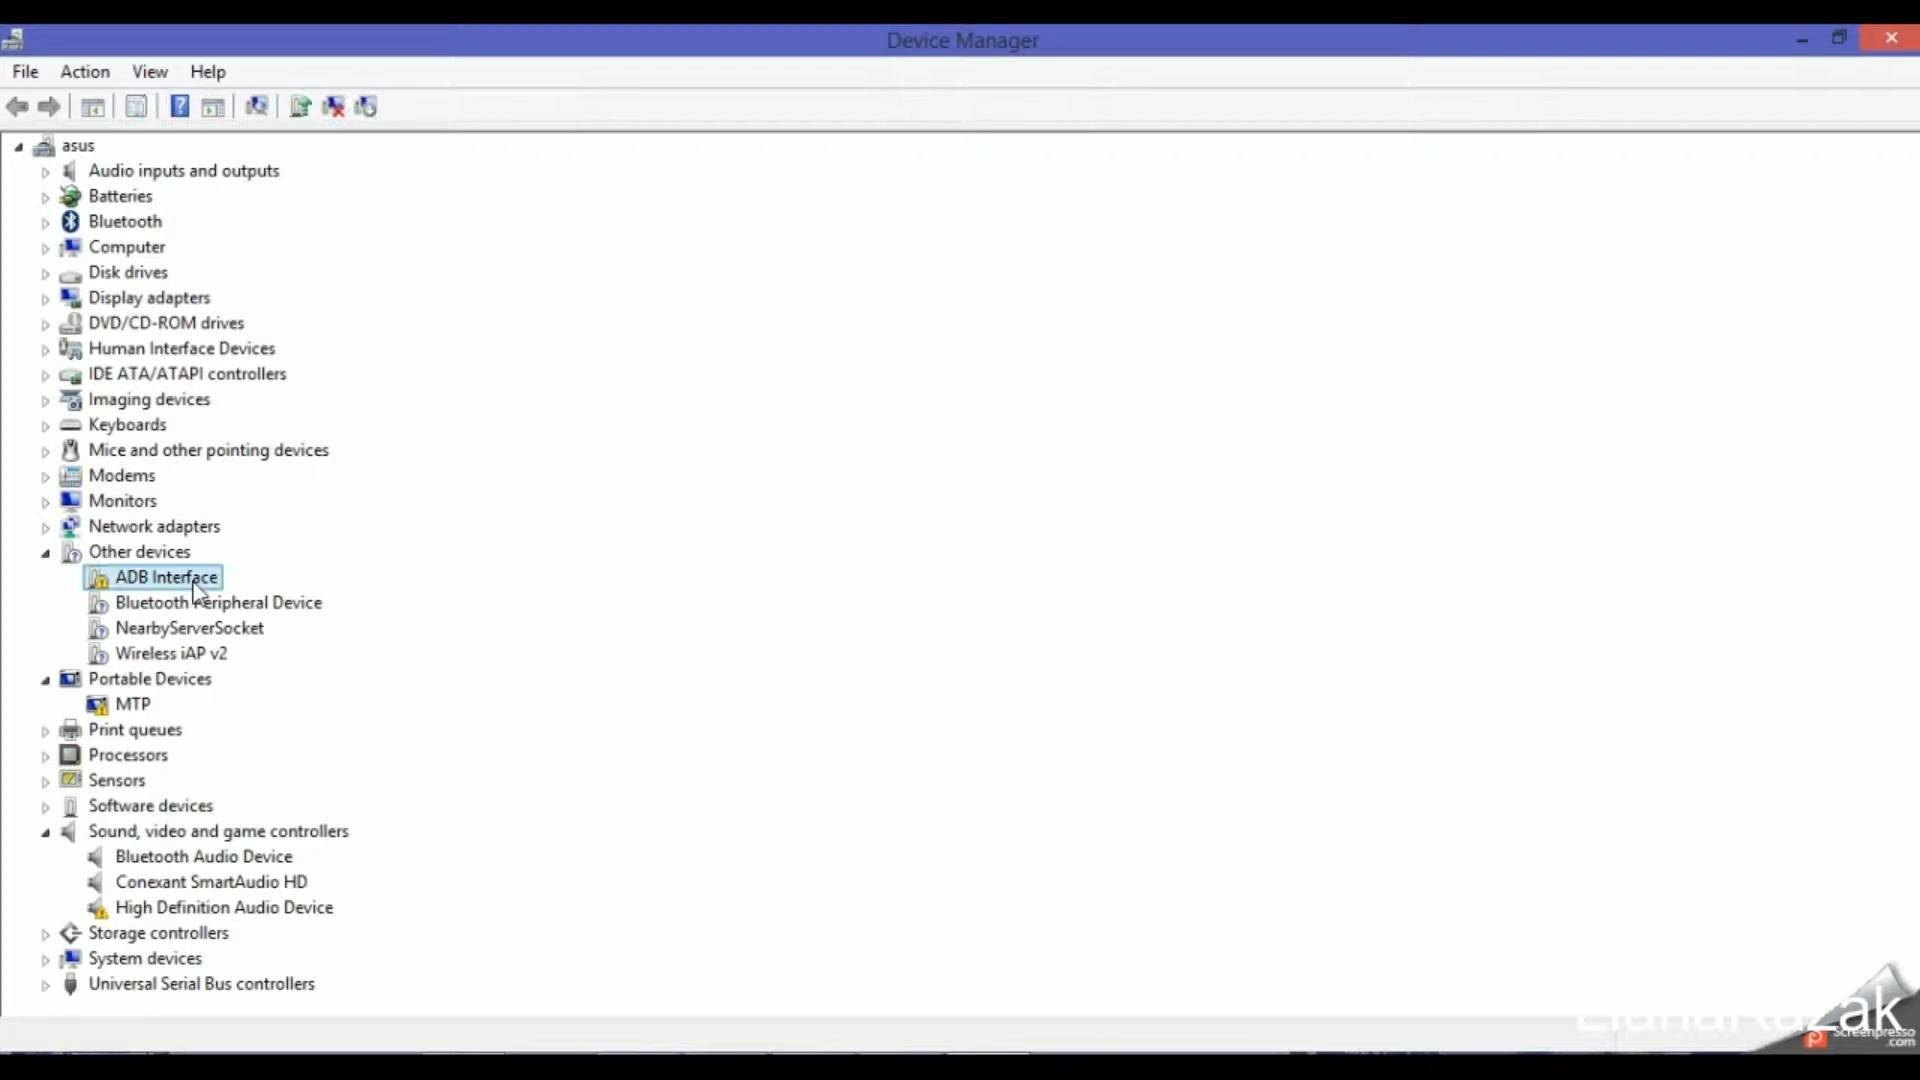 Device Manager
File Action View Help
asus
Audio inputs and outputs
Batteries
Bluetooth
Computer
Disk drives
Display adapters
DVD/CD-ROM drives
Human Interface Devices
IDE ATA/ATAPI controllers
Imaging devices
Keyboards
Mice and other pointing devices
Modems
Monitors
Network adapters
Other devices
ADB Interface
Bluetooth Peripheral Device
NearbyServerSocket
Wireless iAP v2
Portable Devices
MTP
Print queues
Processors
Sensors
Software devices
Sound, video and game controllers
Bluetooth Audio Device
Conexant SmartAudio HD
High Definition Audio Device
Storage controllers
System devices
Universal Serial Bus controllers
Screenpresso
.com